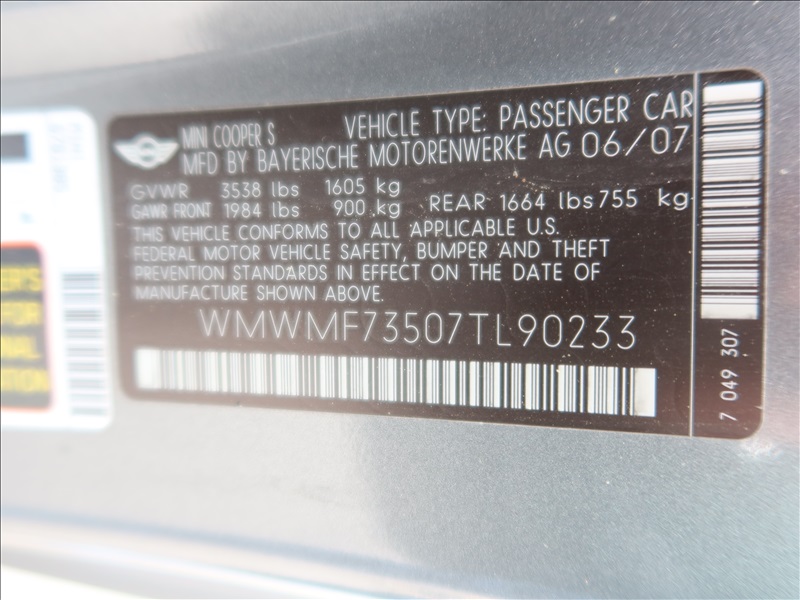 MINI COOPER S VEHICLE TYPE: PASSENGER CAR
MFD BY BAYERISCHE MOTORENWERKE AG 06/07
GVWR 3538 lbs 1605 kg
GAWR FRONT 1984 lbs 900 kg REAR 1664 lbs 755 kg
THIS VEHICLE CONFORMS TO ALL APPLICABLE U.S.
FEDERAL MOTOR VEHICLE SAFETY, BUMPER AND THEFT
PREVENTION STANDARDS IN EFFECT ON THE DATE OF
MANUFACTURE SHOWN ABOVE.
WMWMF73507TL90233
7 049 307